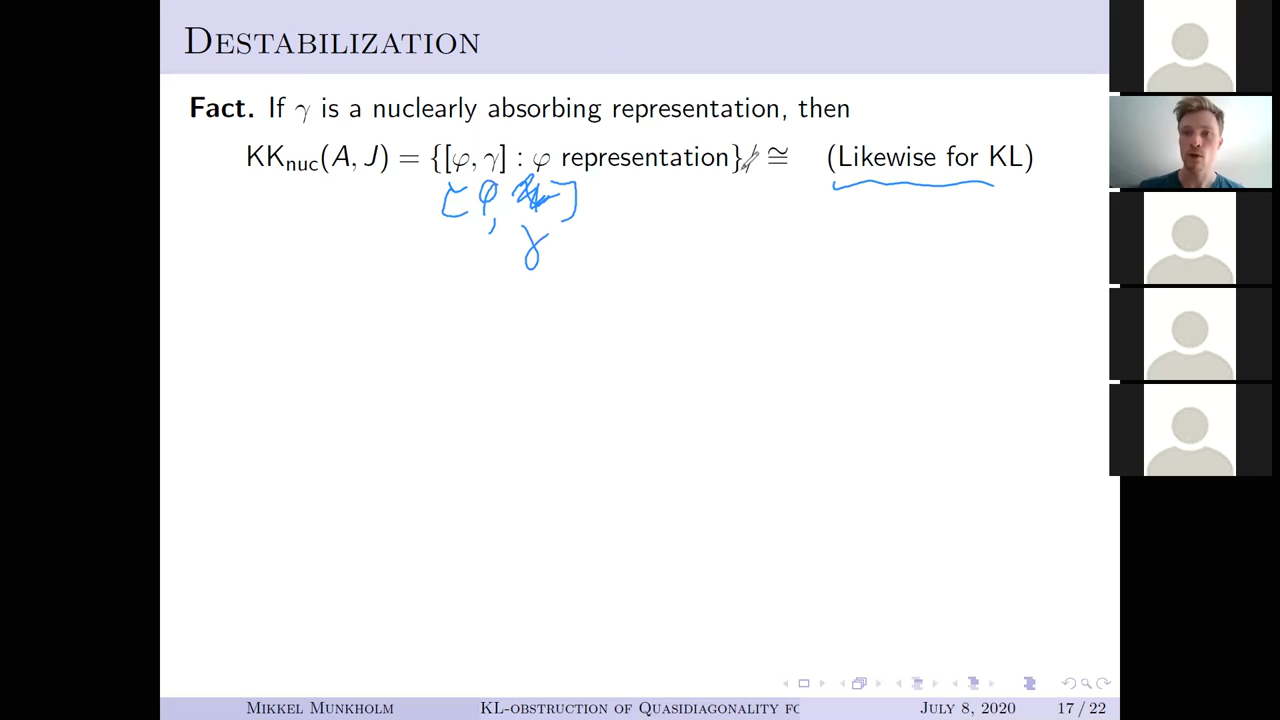 DESTABILIZATION
Fact. If γ is a nuclearly absorbing representation, then
KK_nuc(A, J) = {[φ, γ] : φ representation}/≅ (Likewise for KL)
[φ, γ]
MIKKEL MUNKHOLM KL-OBSTRUCTION OF QUASIDIAGONALITY FO JULY 8, 2020 17 / 22